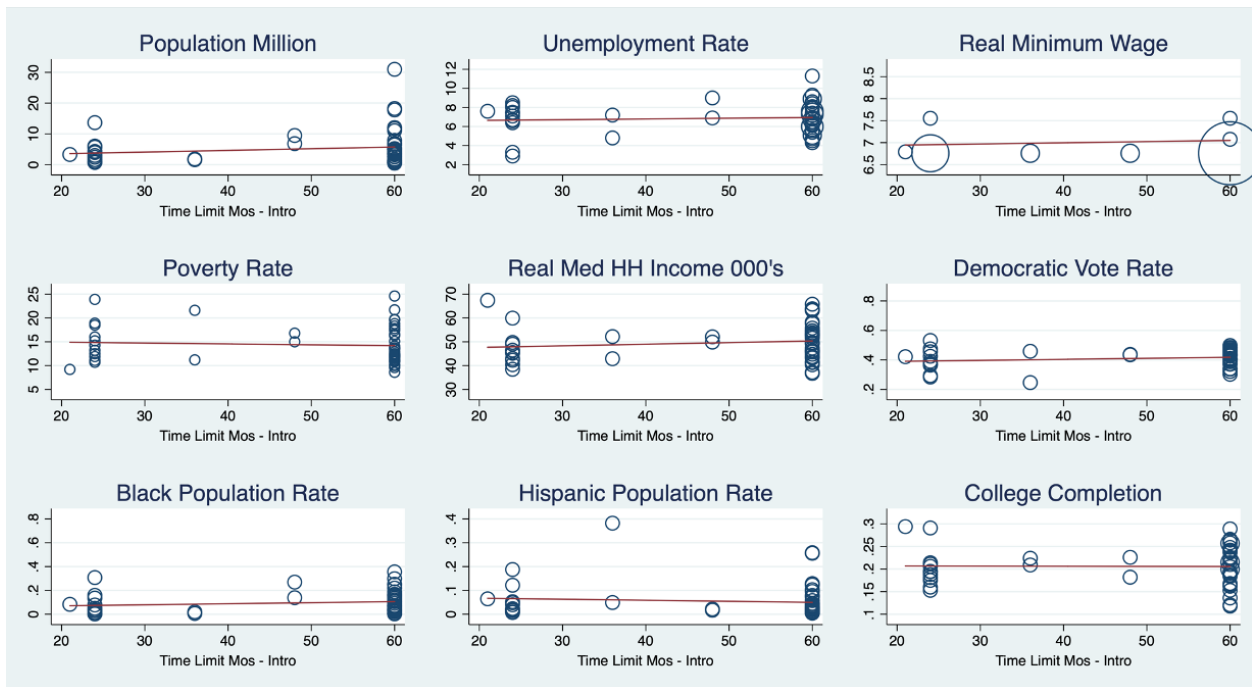 Population Million
30
20
10
0
20 30 40 50 60
Time Limit Mos - Intro
Unemployment Rate
12
10
8
6
4
2
20 30 40 50 60
Time Limit Mos - Intro
Real Minimum Wage
8.5
8
7.5
7
6.5
20 30 40 50 60
Time Limit Mos - Intro
Poverty Rate
25
20
15
10
5
20 30 40 50 60
Time Limit Mos - Intro
Real Med HH Income 000's
70
60
50
40
30
20 30 40 50 60
Time Limit Mos - Intro
Democratic Vote Rate
.8
.6
.4
.2
20 30 40 50 60
Time Limit Mos - Intro
Black Population Rate
.8
.6
.4
.2
0
20 30 40 50 60
Time Limit Mos - Intro
Hispanic Population Rate
.4
.3
.2
.1
0
20 30 40 50 60
Time Limit Mos - Intro
College Completion
.3
.25
.2
.15
.1
20 30 40 50 60
Time Limit Mos - Intro